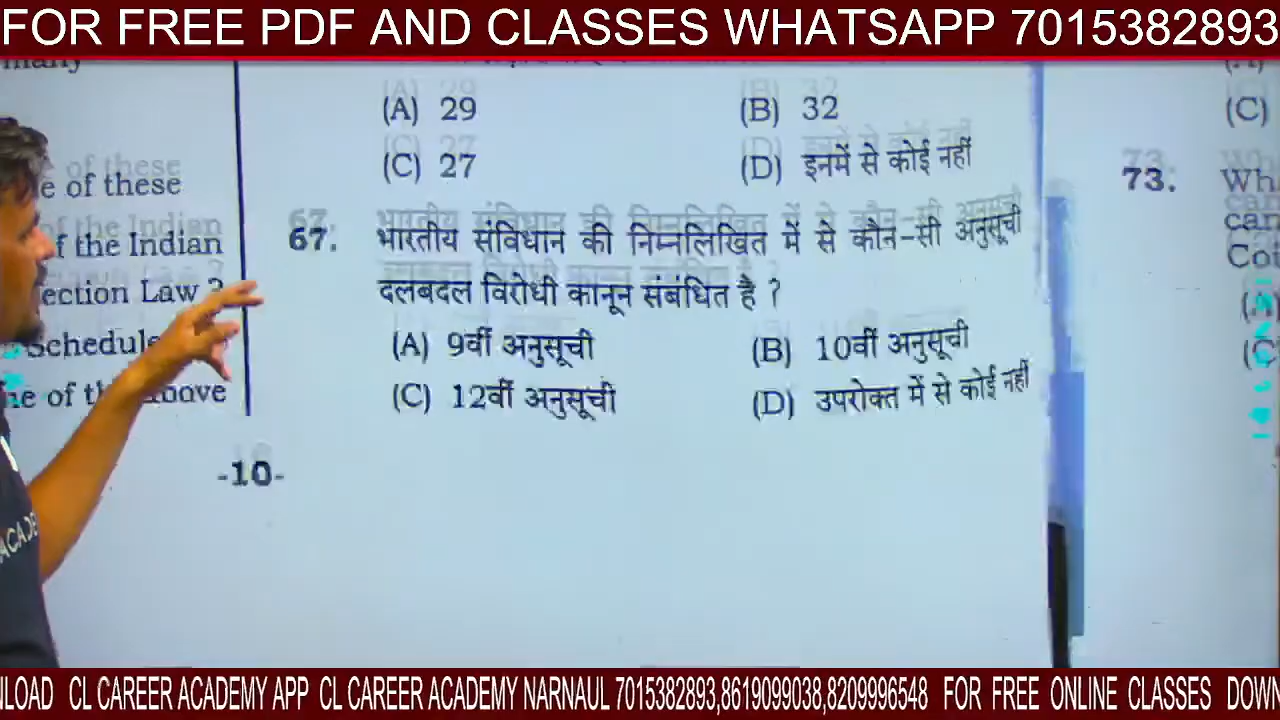 FOR FREE PDF AND CLASSES WHATSAPP 7015382893
(A) 29
(B) 32
(C) 27
(D) इनमें से कोई नहीं
e of these
f the Indian
ection Law ?
Schedule
ne of the above
67. भारतीय संविधान की निम्नलिखित में से कौन-सी अनुसूची
दलबदल विरोधी कानून संबंधित है ?
(A) 9वीं अनुसूची
(B) 10वीं अनुसूची
(C) 12वीं अनुसूची
(D) उपरोक्त में से कोई नहीं
-10-
(C)
73. Wh
can
ACADE
NLOAD CL CAREER ACADEMY APP CL CAREER ACADEMY NARNAUL 7015382893,8619099038,8209996548 FOR FREE ONLINE CLASSES DOWN